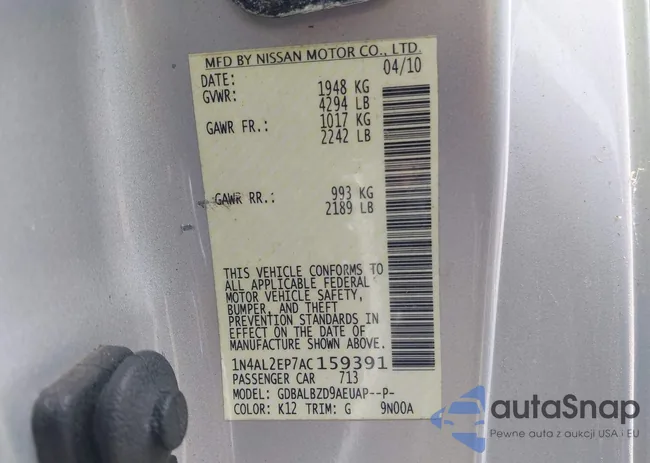 MFD BY NISSAN MOTOR CO., LTD.
DATE: 04/10
GVWR: 1948 KG
4294 LB
GAWR FR.: 1017 KG
2242 LB
GAWR RR.: 993 KG
2189 LB
THIS VEHICLE CONFORMS TO
ALL APPLICABLE FEDERAL
MOTOR VEHICLE SAFETY,
BUMPER, AND THEFT
PREVENTION STANDARDS IN
EFFECT ON THE DATE OF
MANUFACTURE SHOWN ABOVE.
1N4AL2EP7AC159391
PASSENGER CAR 713
MODEL: GDBALBZD9AEUAP--P-
COLOR: K12 TRIM: G 9N00A
autoSnap
Pewne auta z aukcji USA i EU